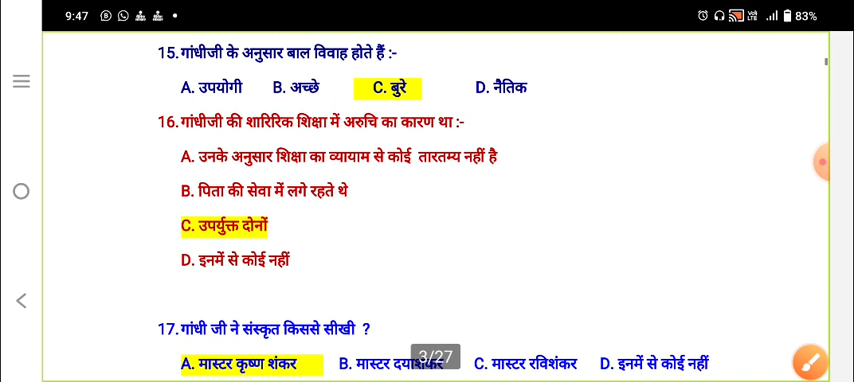 9:47 83%
15. गांधीजी के अनुसार बाल विवाह होते हैं :-
A. उपयोगी B. अच्छे C. बुरे D. नैतिक
16. गांधीजी की शारिरिक शिक्षा में अरुचि का कारण था :-
A. उनके अनुसार शिक्षा का व्यायाम से कोई तारतम्य नहीं है
B. पिता की सेवा में लगे रहते थे
C. उपर्युक्त दोनों
D. इनमें से कोई नहीं
17. गांधी जी ने संस्कृत किससे सीखी ?
A. मास्टर कृष्ण शंकर B. मास्टर दयाशंकर C. मास्टर रविशंकर D. इनमें से कोई नहीं
3/27